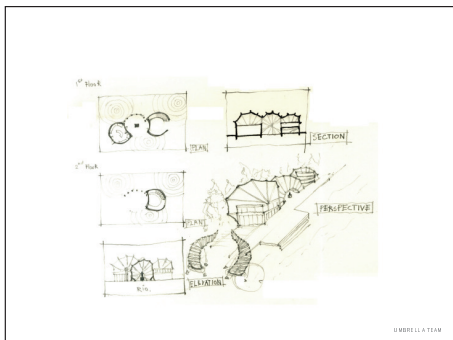 1st FLOOR
PLAN
SECTION
2nd FLOOR
PLAN
PERSPECTIVE
ELEVATION
UMBRELLA TEAM